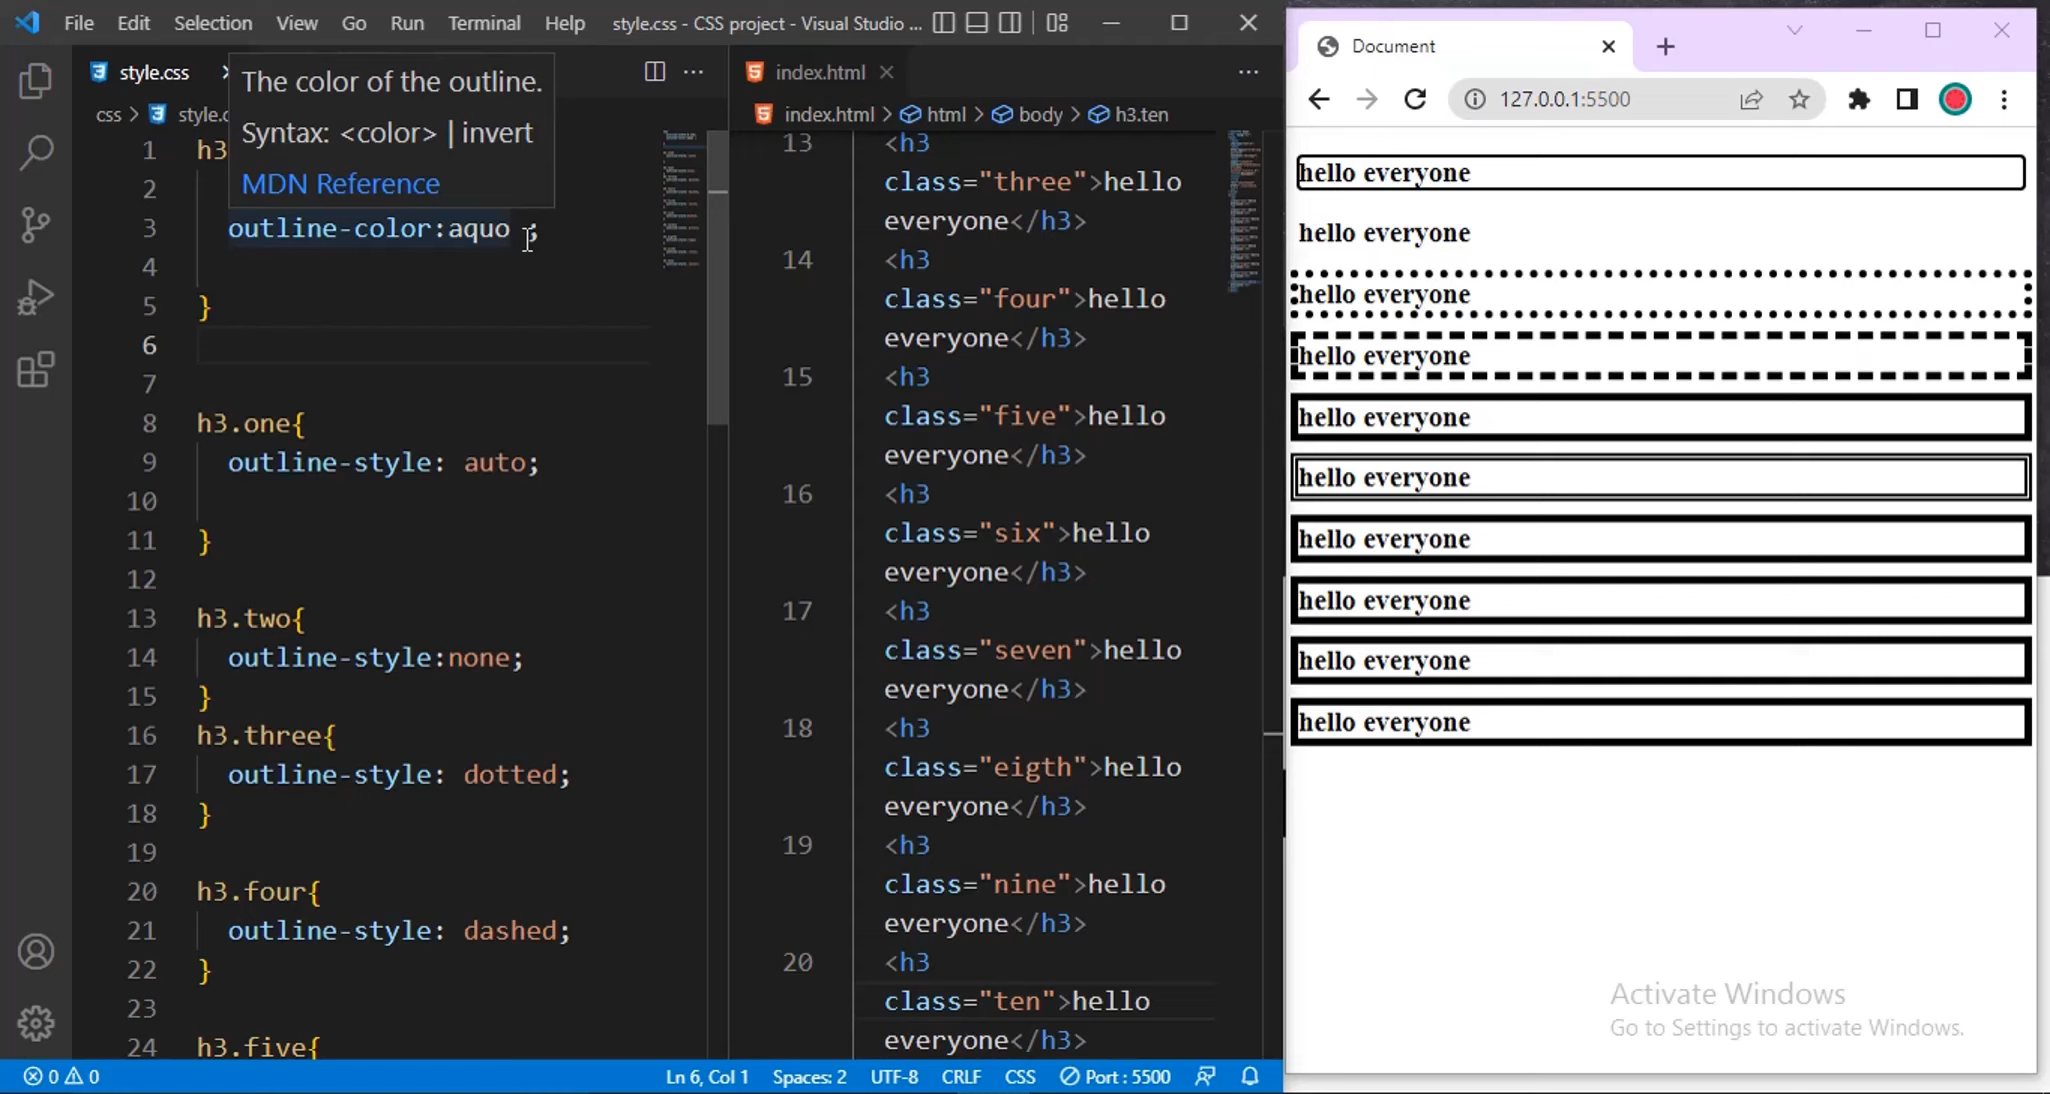 File Edit Selection View Go Run Terminal Help style.css - CSS project - Visual Studio ...
style.css
The color of the outline.
Syntax: <color> | invert
MDN Reference
css > style.c
1 h3
2
3 outline-color:aquo ;
4
5 }
6
7
8 h3.one{
9 outline-style: auto;
10
11 }
12
13 h3.two{
14 outline-style:none;
15 }
16 h3.three{
17 outline-style: dotted;
18 }
19
20 h3.four{
21 outline-style: dashed;
22 }
23
24 h3.five{
index.html
index.html > html > body > h3.ten
13 <h3
class="three">hello
everyone</h3>
14 <h3
class="four">hello
everyone</h3>
15 <h3
class="five">hello
everyone</h3>
16 <h3
class="six">hello
everyone</h3>
17 <h3
class="seven">hello
everyone</h3>
18 <h3
class="eigth">hello
everyone</h3>
19 <h3
class="nine">hello
everyone</h3>
20 <h3
class="ten">hello
everyone</h3>
0 0 Ln 6, Col 1 Spaces: 2 UTF-8 CRLF CSS Port : 5500
Document
127.0.0.1:5500
hello everyone
hello everyone
hello everyone
hello everyone
hello everyone
hello everyone
hello everyone
hello everyone
hello everyone
hello everyone
Activate Windows
Go to Settings to activate Windows.